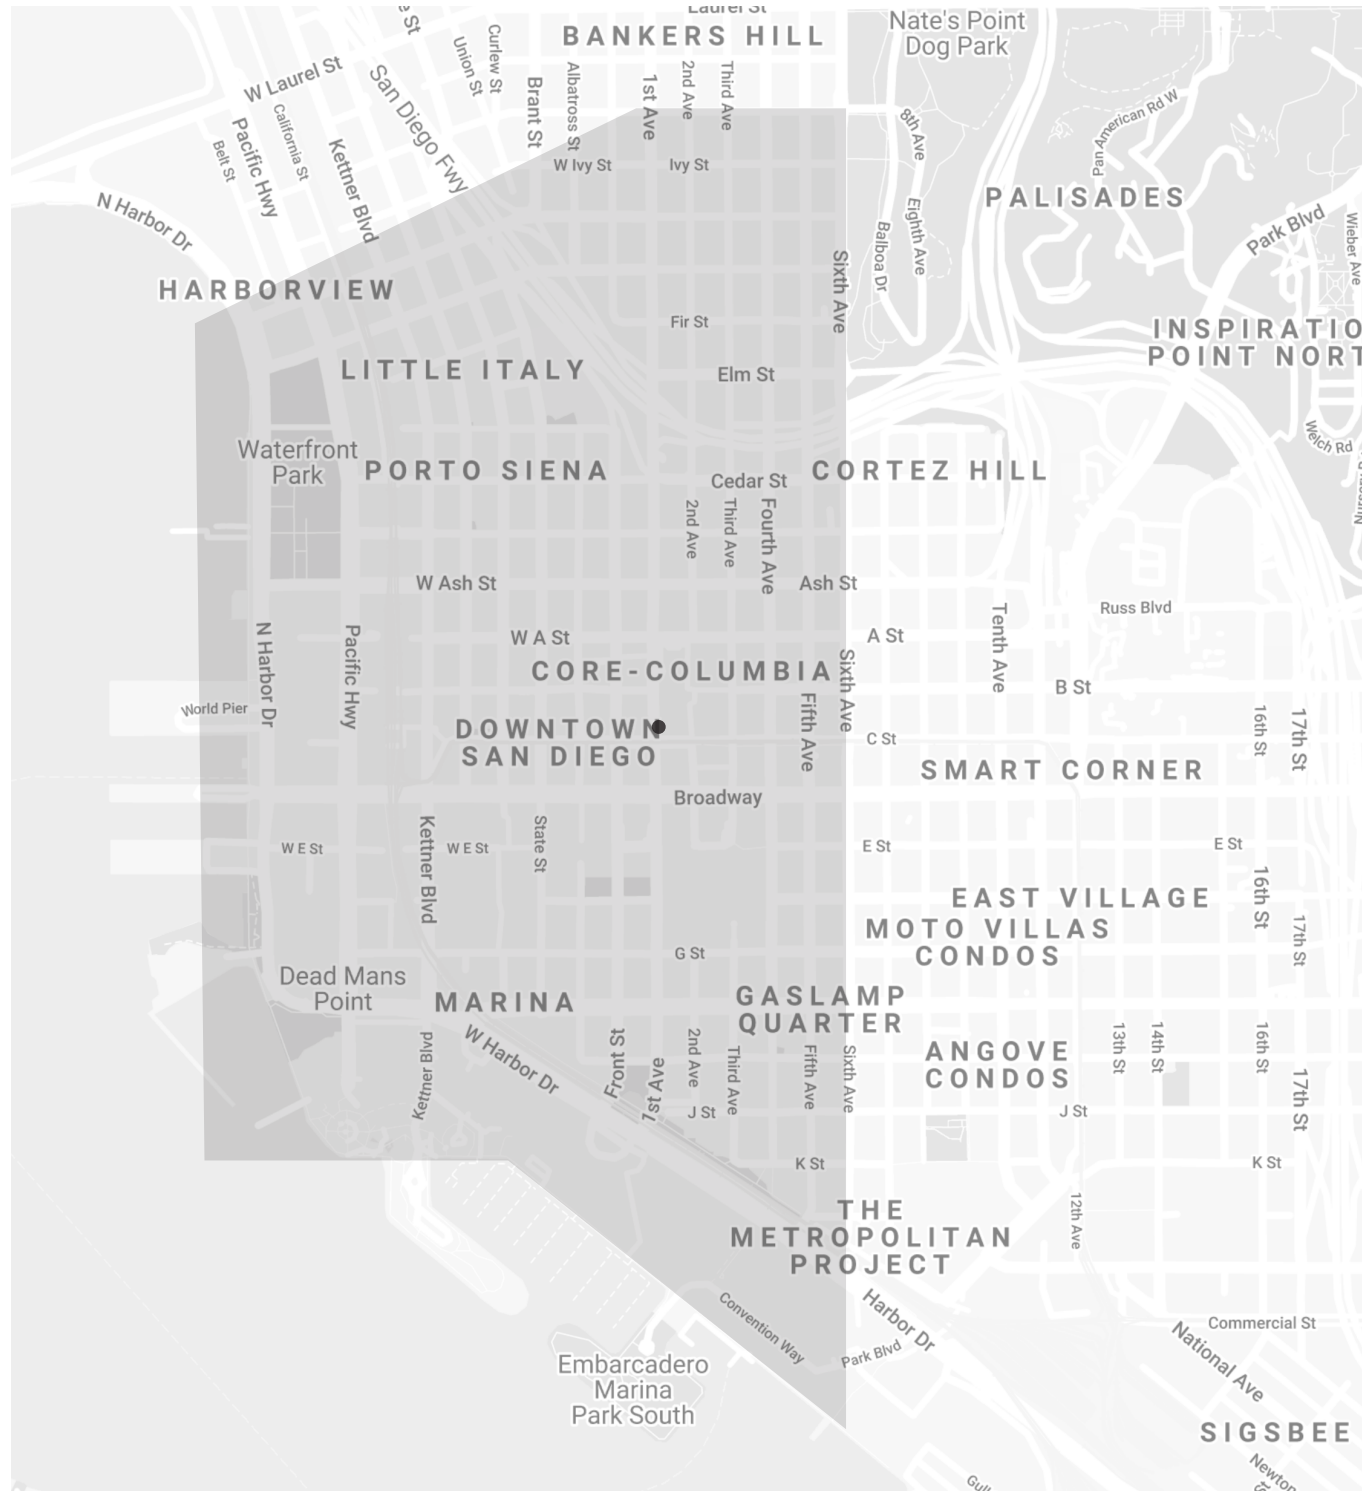 Laurel St
BANKERS HILL
Nate's Point
Dog Park
W Laurel St
San Diego Fwy
Union St
Curlew St
Brant St
Albatross St
1st Ave
2nd Ave
Third Ave
Pan American Rd W
8th Ave
Belt St
Pacific Hwy
California St
Kettner Blvd
W Ivy St
Ivy St
N Harbor Dr
PALISADES
Park Blvd
Wieber Ave
Balboa Dr
Eighth Ave
Sixth Ave
HARBORVIEW
Fir St
INSPIRATIO
POINT NORT
LITTLE ITALY
Elm St
Welch Rd
Waterfront
Park
PORTO SIENA
CORTEZ HILL
Cedar St
2nd Ave
Third Ave
Fourth Ave
W Ash St
Ash St
Russ Blvd
N Harbor Dr
Pacific Hwy
W A St
A St
Tenth Ave
CORE-COLUMBIA
Sixth Ave
B St
World Pier
Fifth Ave
16th St
17th St
DOWNTOWN
SAN DIEGO
C St
SMART CORNER
Broadway
Kettner Blvd
W E St
W E St
State St
E St
E St
16th St
EAST VILLAGE
MOTO VILLAS
CONDOS
17th St
G St
Dead Mans
Point
MARINA
GASLAMP
QUARTER
W Harbor Dr
Kettner Blvd
Front St
1st Ave
2nd Ave
Third Ave
Fifth Ave
Sixth Ave
ANGOVE
CONDOS
13th St
14th St
16th St
17th St
J St
J St
K St
K St
12th Ave
THE
METROPOLITAN
PROJECT
Harbor Dr
Convention Way
Park Blvd
Commercial St
National Ave
Embarcadero
Marina
Park South
SIGSBEE
Newton